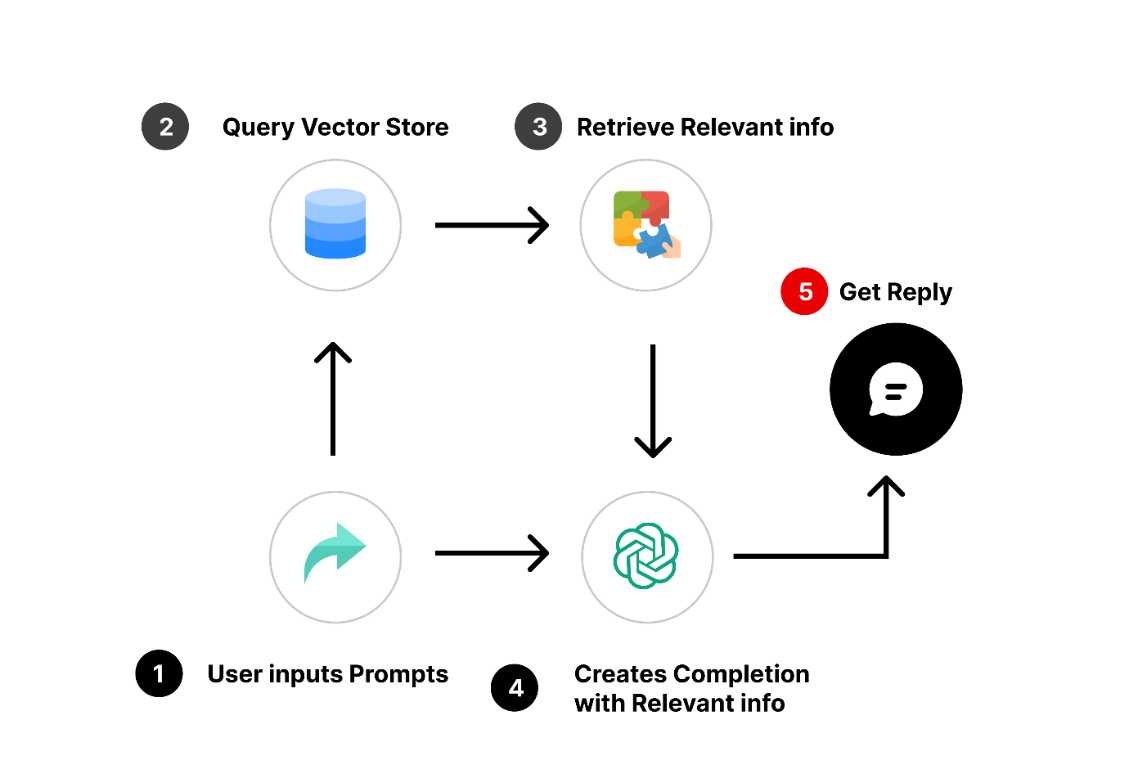 2 Query Vector Store
3 Retrieve Relevant info
5 Get Reply
1 User inputs Prompts
4 Creates Completion
with Relevant info